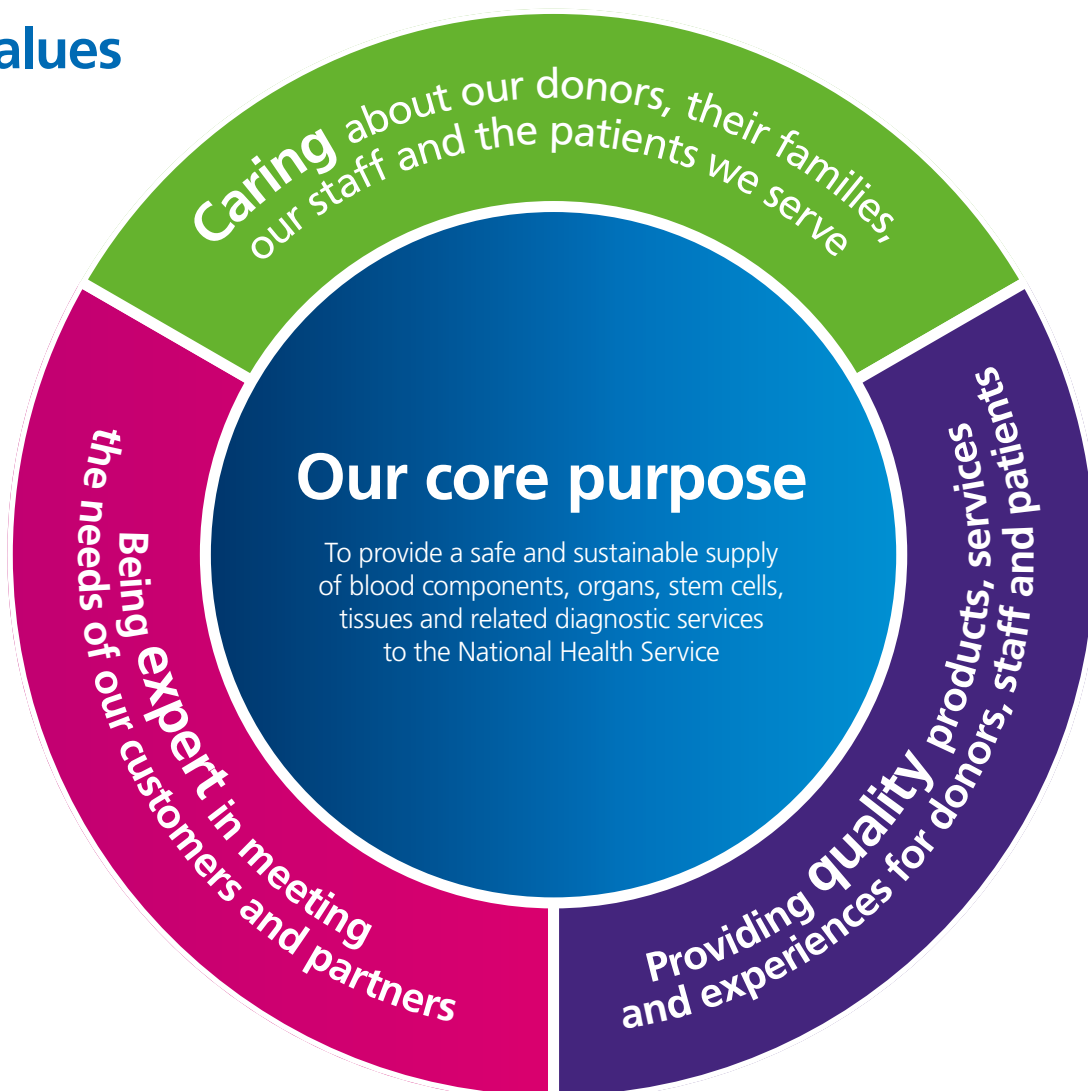 alues
Caring about our donors, their families,
our staff and the patients we serve
Our core purpose
To provide a safe and sustainable supply
of blood components, organs, stem cells,
tissues and related diagnostic services
to the National Health Service
Being expert in meeting
the needs of our customers and partners
Providing quality products, services
and experiences for donors, staff and patients